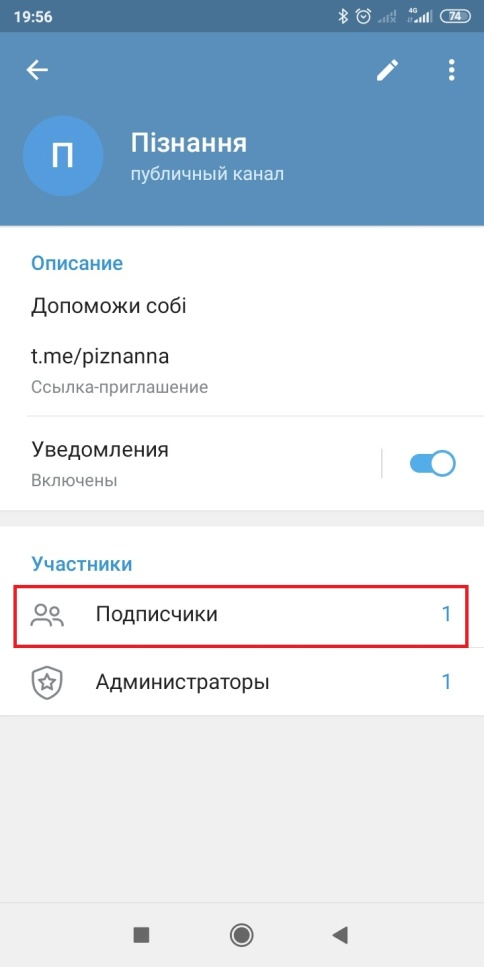 19:56
4G
74
П
Пізнання
публичный канал
Описание
Допоможи собі
t.me/piznanna
Ссылка-приглашение
Уведомления
Включены
Участники
Подписчики 1
Администраторы 1